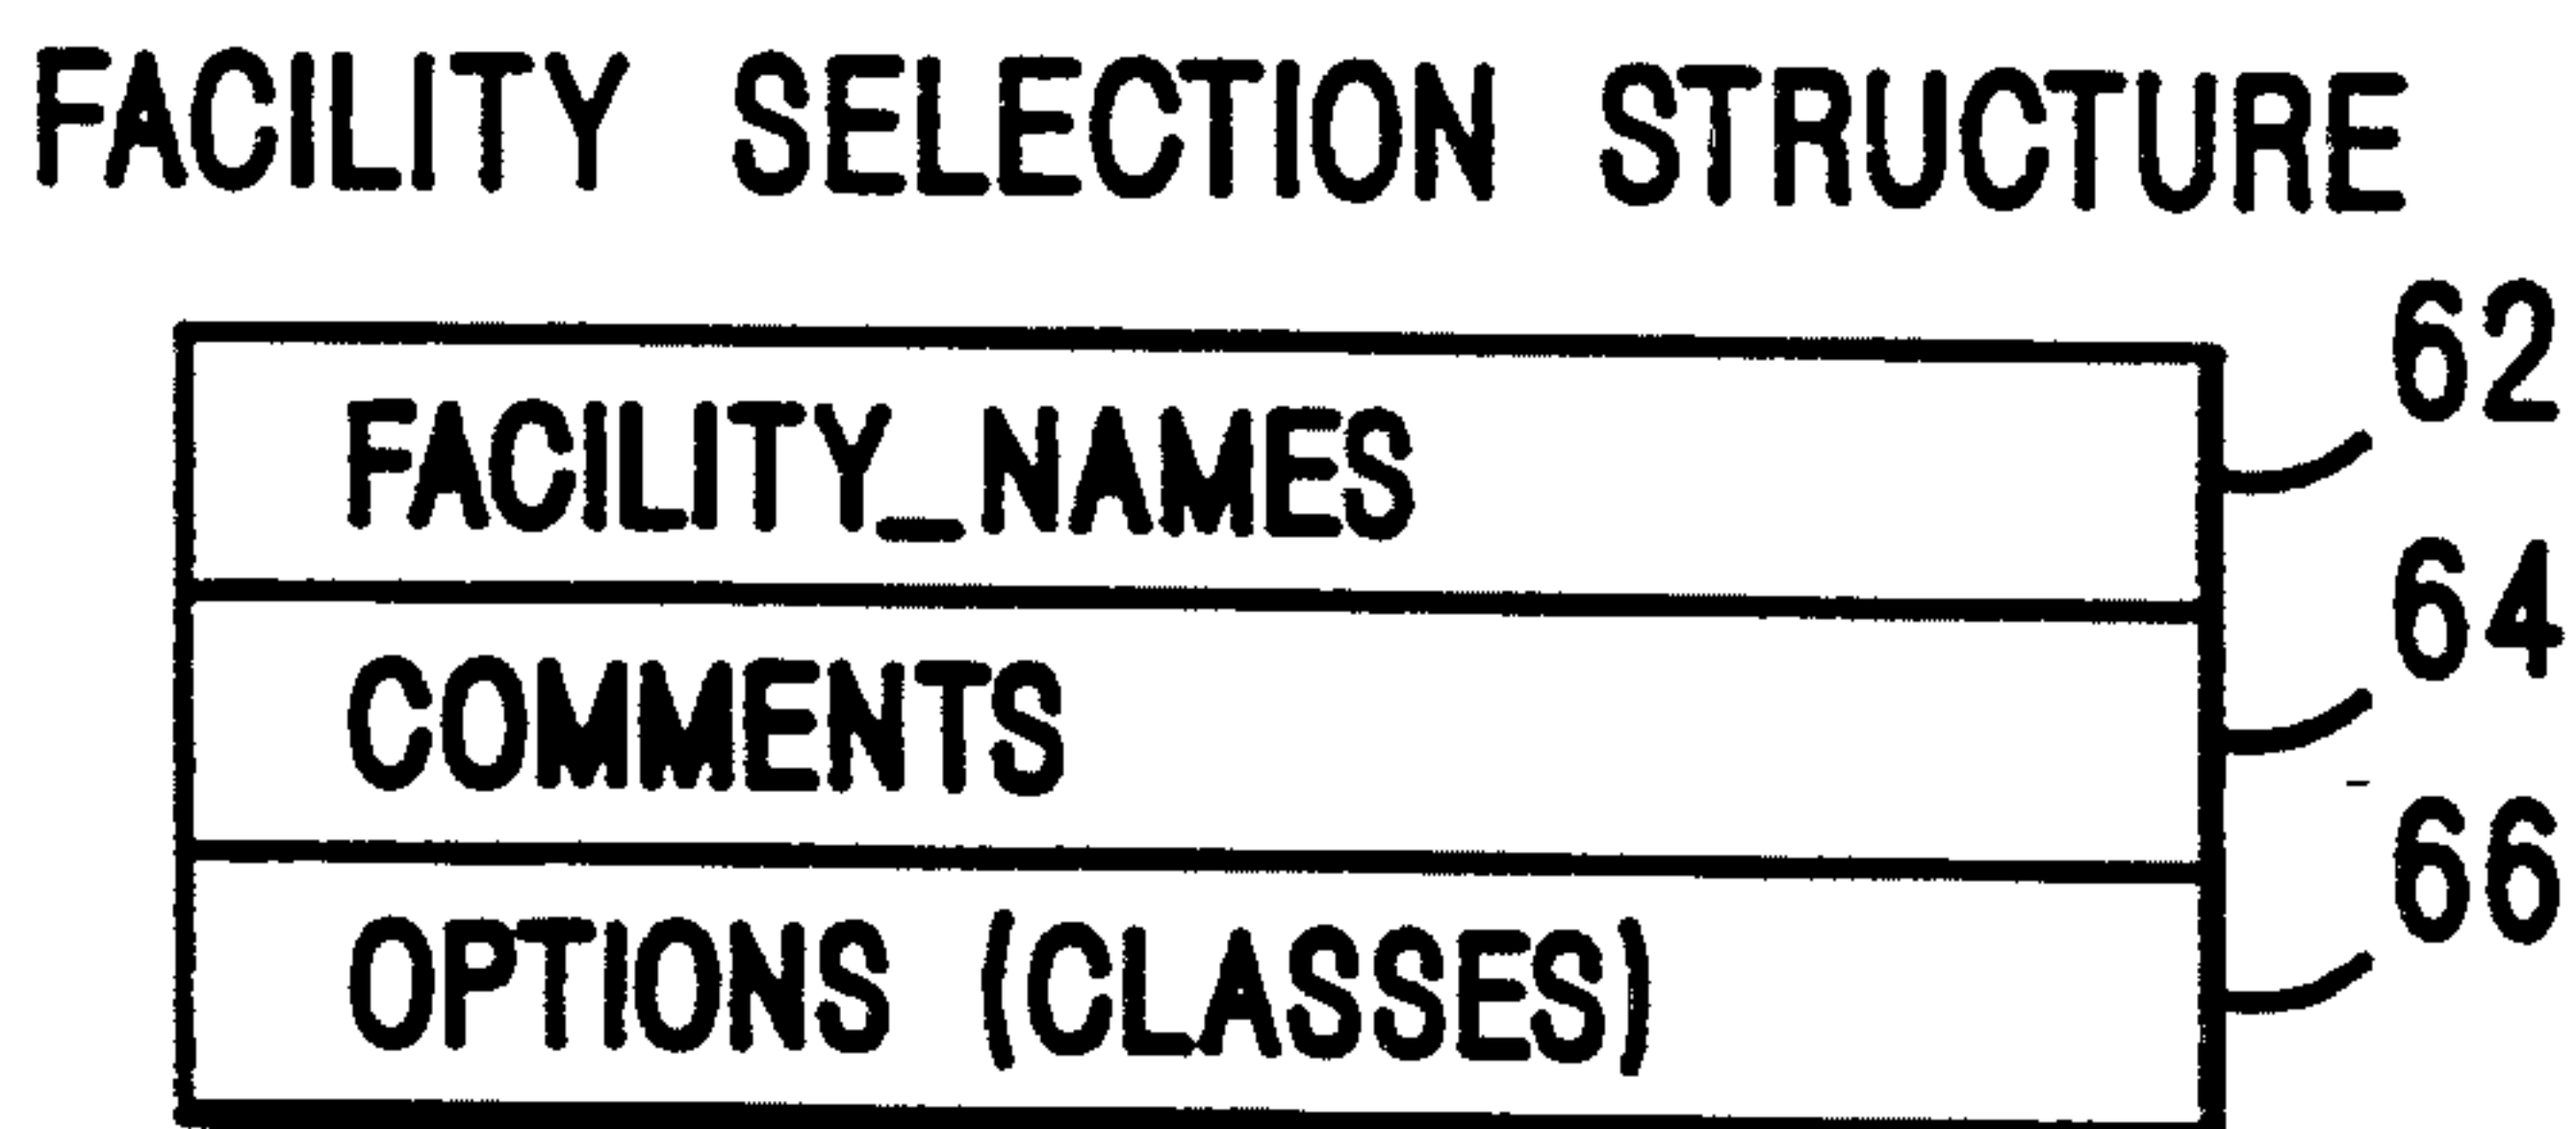 FACILITY SELECTION STRUCTURE
62
FACILITY_NAMES
64
COMMENTS
66
OPTIONS (CLASSES)